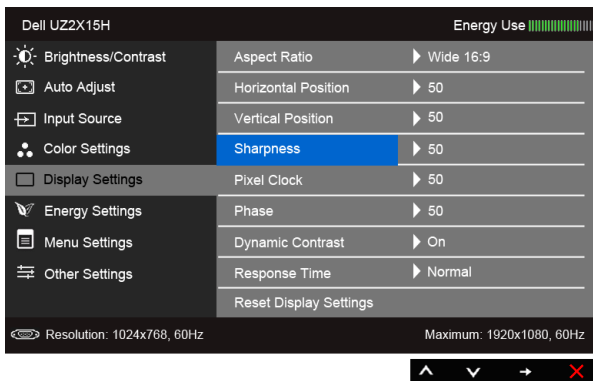 Dell UZ2X15H Energy Use
Brightness/Contrast
Auto Adjust
Input Source
Color Settings
Display Settings
Energy Settings
Menu Settings
Other Settings
Aspect Ratio Wide 16:9
Horizontal Position 50
Vertical Position 50
Sharpness 50
Pixel Clock 50
Phase 50
Dynamic Contrast On
Response Time Normal
Reset Display Settings
Resolution: 1024x768, 60Hz Maximum: 1920x1080, 60Hz